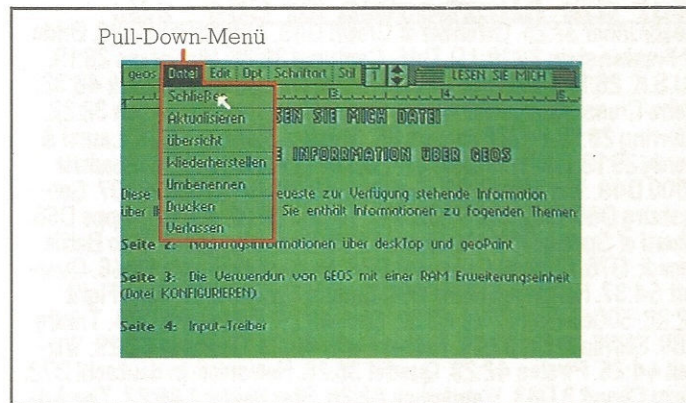 Pull-Down-Menü
geos Datei Edit Opt Schriftart Stil 1 LESEN SIE MICH
Schließen
Aktualisieren
übersicht
Wiederherstellen
Umbenennen
Drucken
Verlassen
SEN SIE MICH DATEI
E INFORRMATION ÜBER GEOS
Diese eueste zur Verfügung stehende Information
über Sie enthält Informationen zu fogenden Themen
Seite 2: Nachtragsinformationen über deskTop und geoPaint
Seite 3: Die Verwendun von GEOS mit einer RAM Erweiterungseinheit
(Datei KONFIGURIEREN)
Seite 4: Input-Treiber